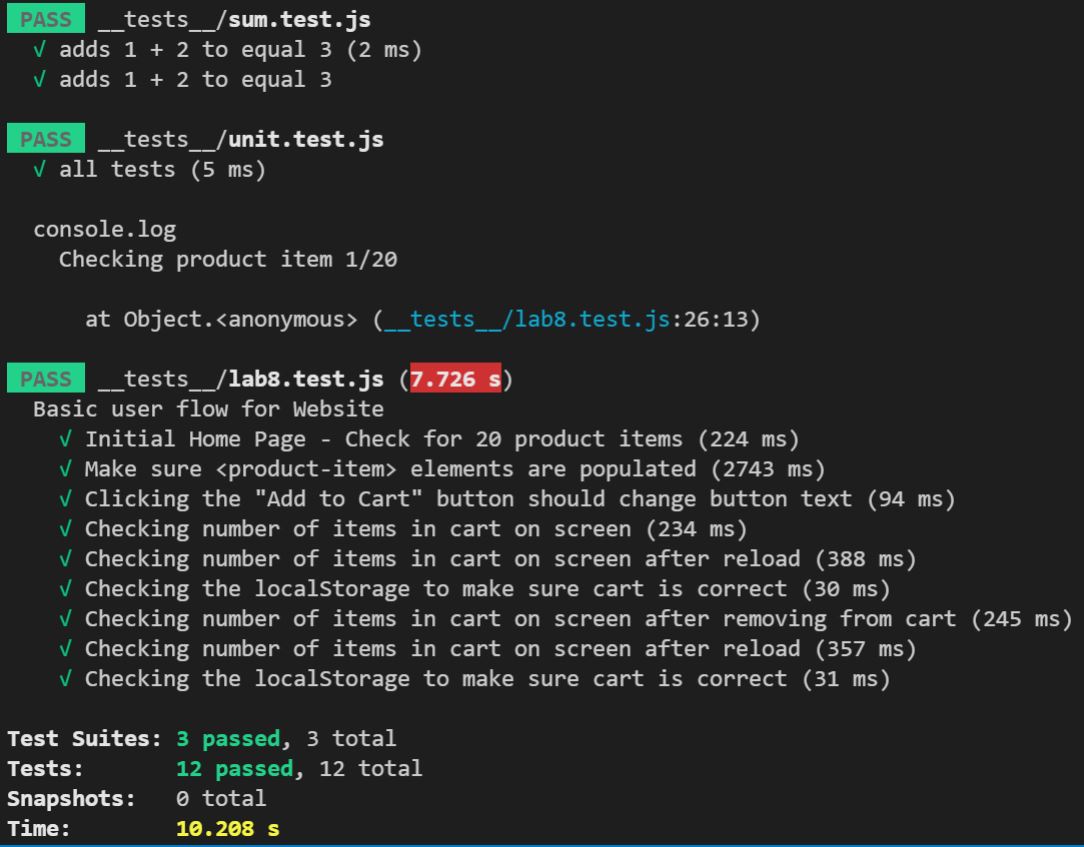 PASS __tests__/sum.test.js
√ adds 1 + 2 to equal 3 (2 ms)
√ adds 1 + 2 to equal 3
PASS __tests__/unit.test.js
√ all tests (5 ms)
console.log
Checking product item 1/20
at Object.<anonymous> (__tests__/lab8.test.js:26:13)
PASS __tests__/lab8.test.js (7.726 s)
Basic user flow for Website
√ Initial Home Page - Check for 20 product items (224 ms)
√ Make sure <product-item> elements are populated (2743 ms)
√ Clicking the "Add to Cart" button should change button text (94 ms)
√ Checking number of items in cart on screen (234 ms)
√ Checking number of items in cart on screen after reload (388 ms)
√ Checking the localStorage to make sure cart is correct (30 ms)
√ Checking number of items in cart on screen after removing from cart (245 ms)
√ Checking number of items in cart on screen after reload (357 ms)
√ Checking the localStorage to make sure cart is correct (31 ms)
Test Suites: 3 passed, 3 total
Tests: 12 passed, 12 total
Snapshots: 0 total
Time: 10.208 s